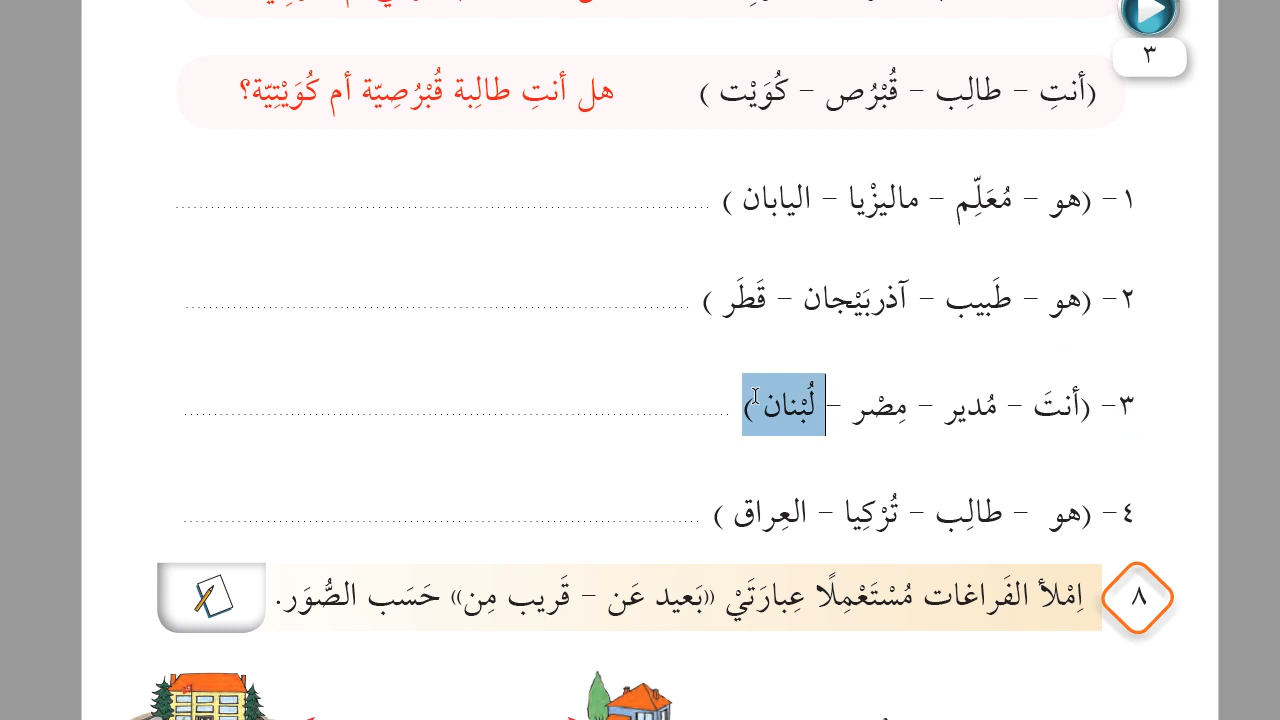 ٣
(أنتِ - طالِب - قُبْرُص - كُوَيْت ) هل أنتِ طالِبة قُبْرُصِيّة أم كُوَيْتِيّة؟
١- (هو - مُعَلِّم - ماليزْيا - اليابان ) ........................................
٢- (هو - طَبيب - آذربَيْجان - قَطَر ) ........................................
٣- (أنتَ - مُدير - مِصْر - لُبْنان ) ........................................
٤- (هو - طالِب - تُرْكِيا - العِراق ) ........................................
٨ اِمْلأ الفَراغات مُسْتَعْمِلًا عِبارَتَيْ «بَعيد عَن - قَريب مِن» حَسَب الصُّوَر.